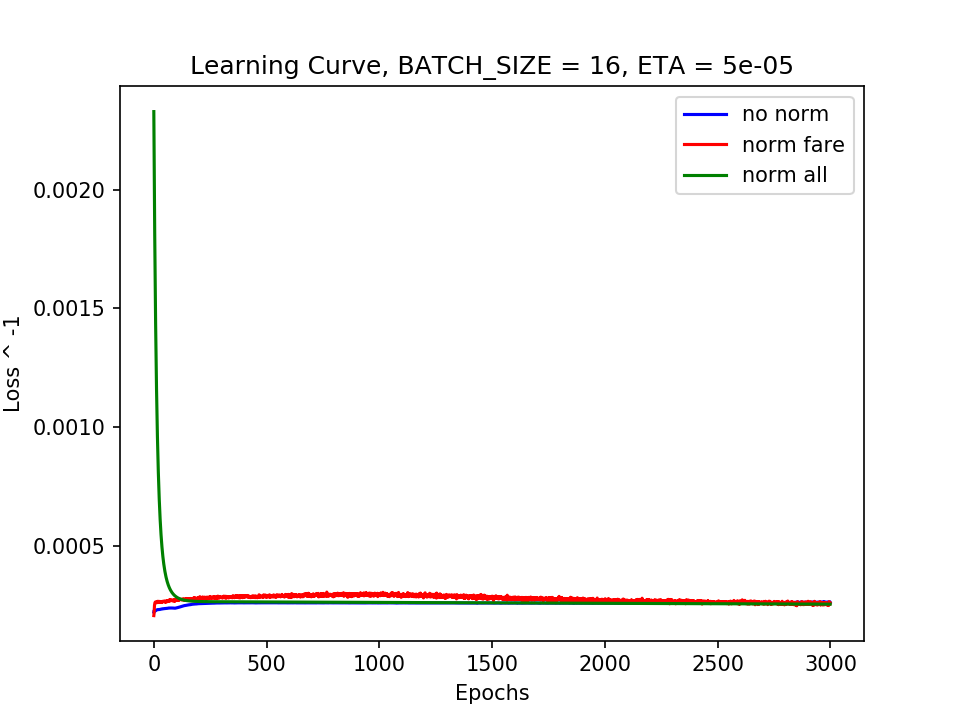 Learning Curve, BATCH_SIZE = 16, ETA = 5e-05
no norm
norm fare
norm all
Loss ^ -1
0.0020
0.0015
0.0010
0.0005
0 500 1000 1500 2000 2500 3000
Epochs